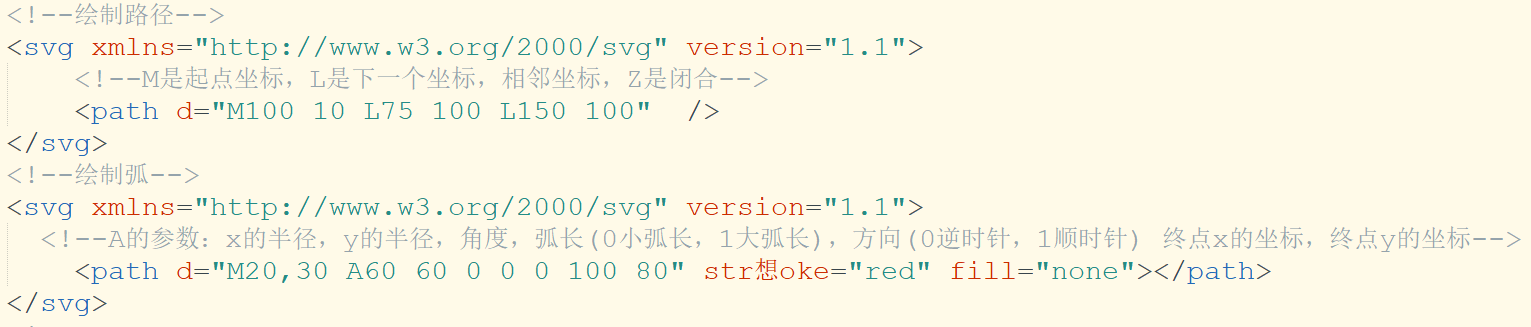 <!--绘制路径-->
<svg xmlns="http://www.w3.org/2000/svg" version="1.1">
<!--M是起点坐标，L是下一个坐标，相邻坐标，Z是闭合-->
<path d="M100 10 L75 100 L150 100"  />
</svg>
<!--绘制弧-->
<svg xmlns="http://www.w3.org/2000/svg" version="1.1">
<!--A的参数：x的半径，y的半径，角度，弧长(0小弧长，1大弧长)，方向(0逆时针，1顺时针) 终点x的坐标，终点y的坐标-->
<path d="M20,30 A60 60 0 0 0 100 80" str想oke="red" fill="none"></path>
</svg>